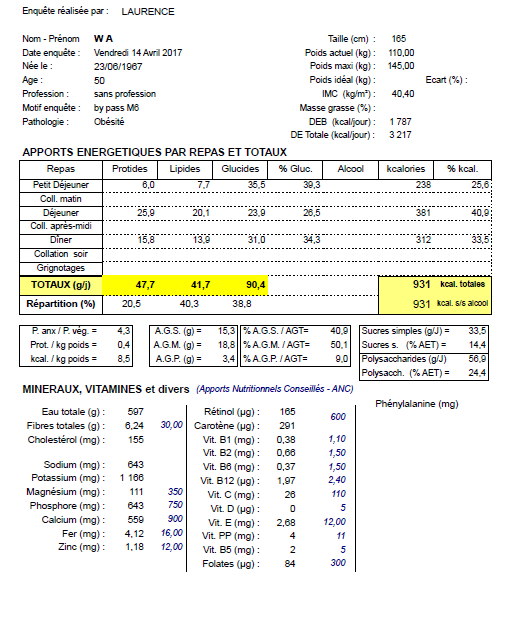 Enquête réalisée par : LAURENCE
Nom - Prénom W A Taille (cm) : 165
Date enquête : Vendredi 14 Avril 2017 Poids actuel (kg) : 110,00
Née le : 23/06/1967 Poids maxi (kg) : 145,00
Age : 50 Poids idéal (kg) : Ecart (%) :
Profession : sans profession IMC (kg/m²) : 40,40
Motif enquête : by pass M6 Masse grasse (%) :
Pathologie : Obésité DEB (kcal/jour) : 1 787
DE Totale (kcal/jour) : 3 217
APPORTS ENERGETIQUES PAR REPAS ET TOTAUX
Repas Protides Lipides Glucides % Gluc. Alcool kcalories % kcal.
Petit Déjeuner 6,0 7,7 35,5 39,3 238 25,6
Coll. matin
Déjeuner 25,9 20,1 23,9 26,5 381 40,9
Coll. après-midi
Dîner 15,8 13,9 31,0 34,3 312 33,5
Collation soir
Grignotages
TOTAUX (g/j) 47,7 41,7 90,4 931 kcal. totales
Répartition (%) 20,5 40,3 38,8 931 kcal. s/s alcool
P. anx / P. vég. = 4,3 A.G.S. (g) = 15,3 % A.G.S. / AGT= 40,9 Sucres simples (g/J) = 33,5
Prot. / kg poids = 0,4 A.G.M. (g) = 18,8 % A.G.M. / AGT= 50,1 Sucres s. (% AET) = 14,4
kcal. / kg poids = 8,5 A.G.P. (g) = 3,4 % A.G.P. / AGT= 9,0 Polysaccharides (g/J) 56,9
Polysacch. (% AET) = 24,4
MINERAUX, VITAMINES et divers (Apports Nutritionnels Conseillés - ANC)
Phénylalanine (mg)
Eau totale (g) : 597 Rétinol (µg) : 165 600
Fibres totales (g) : 6,24 30,00 Carotène (µg) : 291
Cholestérol (mg) : 155 Vit. B1 (mg) : 0,38 1,10
Vit. B2 (mg) : 0,66 1,50
Sodium (mg) : 643 Vit. B6 (mg) : 0,37 1,50
Potassium (mg) : 1 166 Vit. B12 (µg) : 1,97 2,40
Magnésium (mg) : 111 350 Vit. C (mg) : 26 110
Phosphore (mg) : 643 750 Vit. D (µg) : 0 5
Calcium (mg) : 559 900 Vit. E (mg) : 2,68 12,00
Fer (mg) : 4,12 16,00 Vit. PP (mg) : 4 11
Zinc (mg) : 1,18 12,00 Vit. B5 (mg) : 2 5
Folates (µg) : 84 300